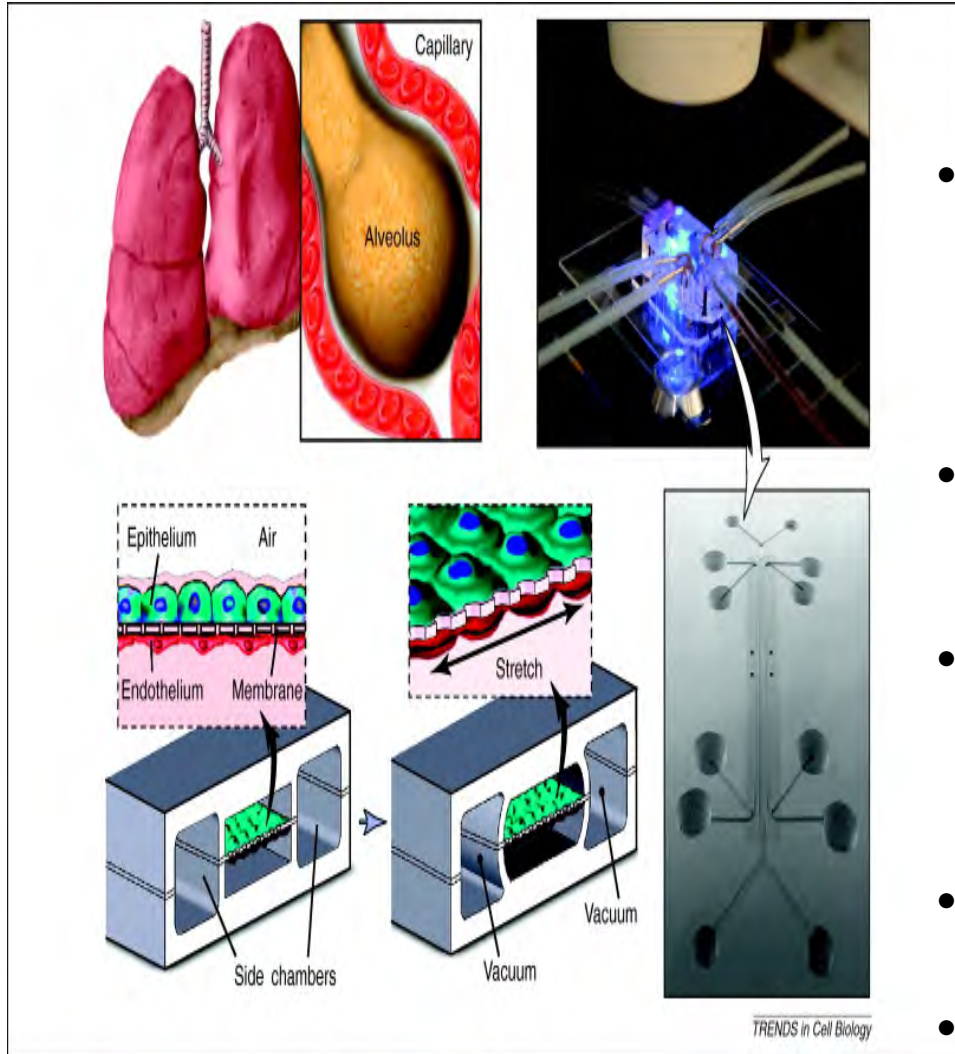 Capillary
Alveolus
Epithelium
Air
Endothelium
Membrane
Stretch
Side chambers
Vacuum
Vacuum
TRENDS in Cell Biology